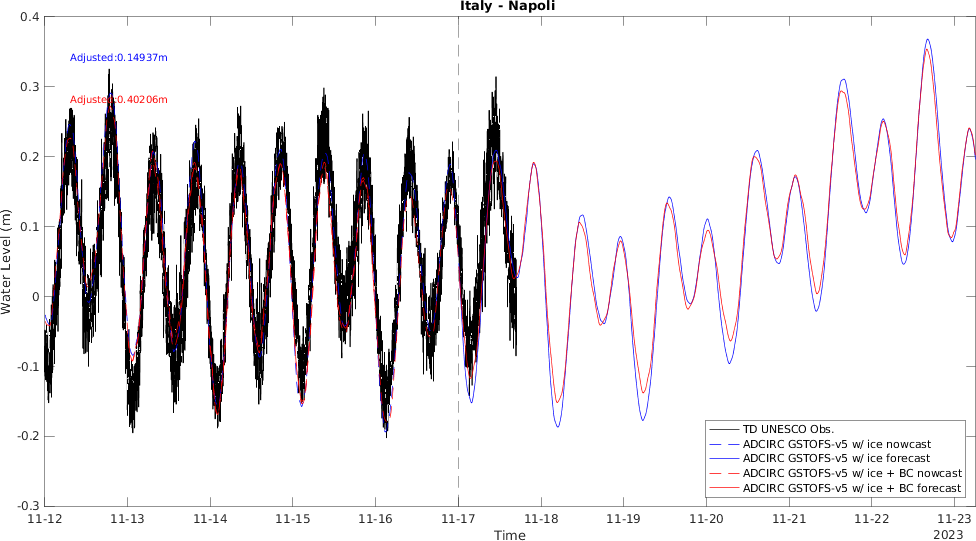 Italy - Napoli
0.4
0.3
0.2
0.1
0
-0.1
-0.2
-0.3
Water Level (m)
Adjusted:0.14937m
Adjusted:0.40206m
TD UNESCO Obs.
ADCIRC GSTOFS-v5 w/ ice nowcast
ADCIRC GSTOFS-v5 w/ ice forecast
ADCIRC GSTOFS-v5 w/ ice + BC nowcast
ADCIRC GSTOFS-v5 w/ ice + BC forecast
11-12 11-13 11-14 11-15 11-16 11-17 11-18 11-19 11-20 11-21 11-22 11-23
2023
Time